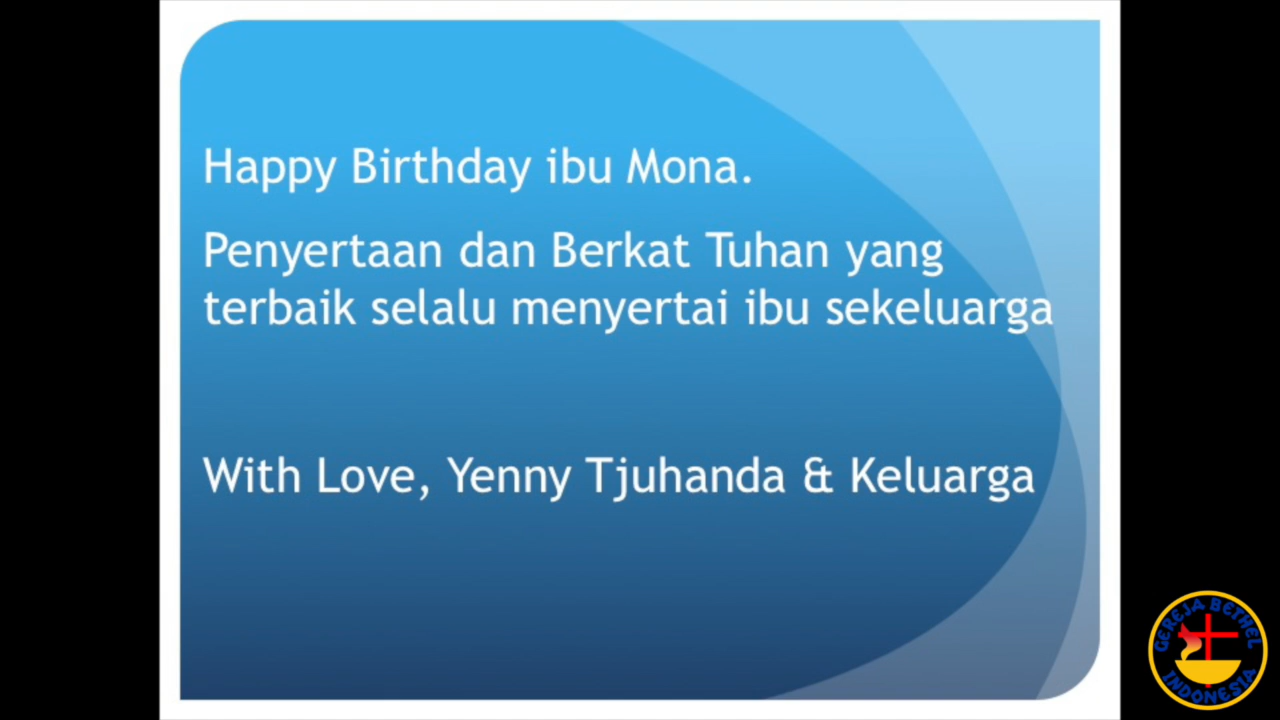 Happy Birthday ibu Mona.
Penyertaan dan Berkat Tuhan yang
terbaik selalu menyertai ibu sekeluarga
With Love, Yenny Tjuhanda & Keluarga
GEREJA BETHEL
INDONESIA